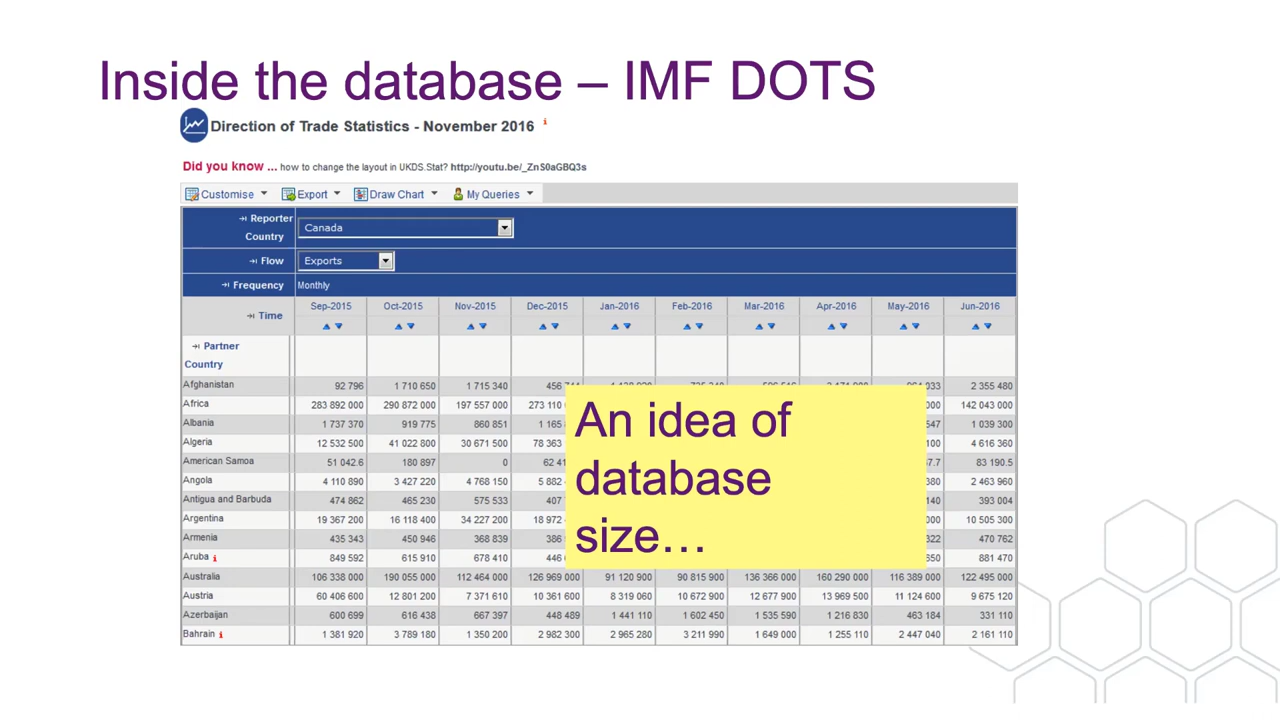 Inside the database – IMF DOTS
Direction of Trade Statistics - November 2016 i
Did you know ... how to change the layout in UKDS.Stat? http://youtu.be/_ZnS0aGBQ3s
Customise Export Draw Chart My Queries
Reporter Country Canada
Flow Exports
Frequency Monthly
Time Sep-2015 Oct-2015 Nov-2015 Dec-2015 Jan-2016 Feb-2016 Mar-2016 Apr-2016 May-2016 Jun-2016
Partner Country
Afghanistan 92 796 1 710 650 1 715 340 456 2 355 480
Africa 283 892 000 290 872 000 197 557 000 273 110 000 142 043 000
Albania 1 737 370 919 775 860 851 1 165 547 1 039 300
Algeria 12 532 500 41 022 800 30 671 500 78 363 100 4 616 360
American Samoa 51 042.6 180 897 0 62 41 7.7 83 190.5
Angola 4 110 890 3 427 220 4 768 150 5 882 480 2 463 960
Antigua and Barbuda 474 862 465 230 575 533 407 140 393 004
Argentina 19 367 200 16 118 400 34 227 200 18 972 000 10 505 300
Armenia 435 343 450 946 368 839 386 322 470 762
Aruba i 849 592 615 910 678 410 446 650 881 470
Australia 106 338 000 190 055 000 112 464 000 126 969 000 91 120 900 90 815 900 136 366 000 160 290 000 116 389 000 122 495 000
Austria 60 406 600 12 801 200 7 371 610 10 361 600 8 319 060 10 672 900 12 677 900 13 969 500 11 124 600 9 675 120
Azerbaijan 600 699 616 438 667 397 448 489 1 441 110 1 602 450 1 535 590 1 216 830 463 184 331 110
Bahrain i 1 381 920 3 789 180 1 350 200 2 982 300 2 965 280 3 211 990 1 649 000 1 255 110 2 447 040 2 161 110
An idea of
database
size…